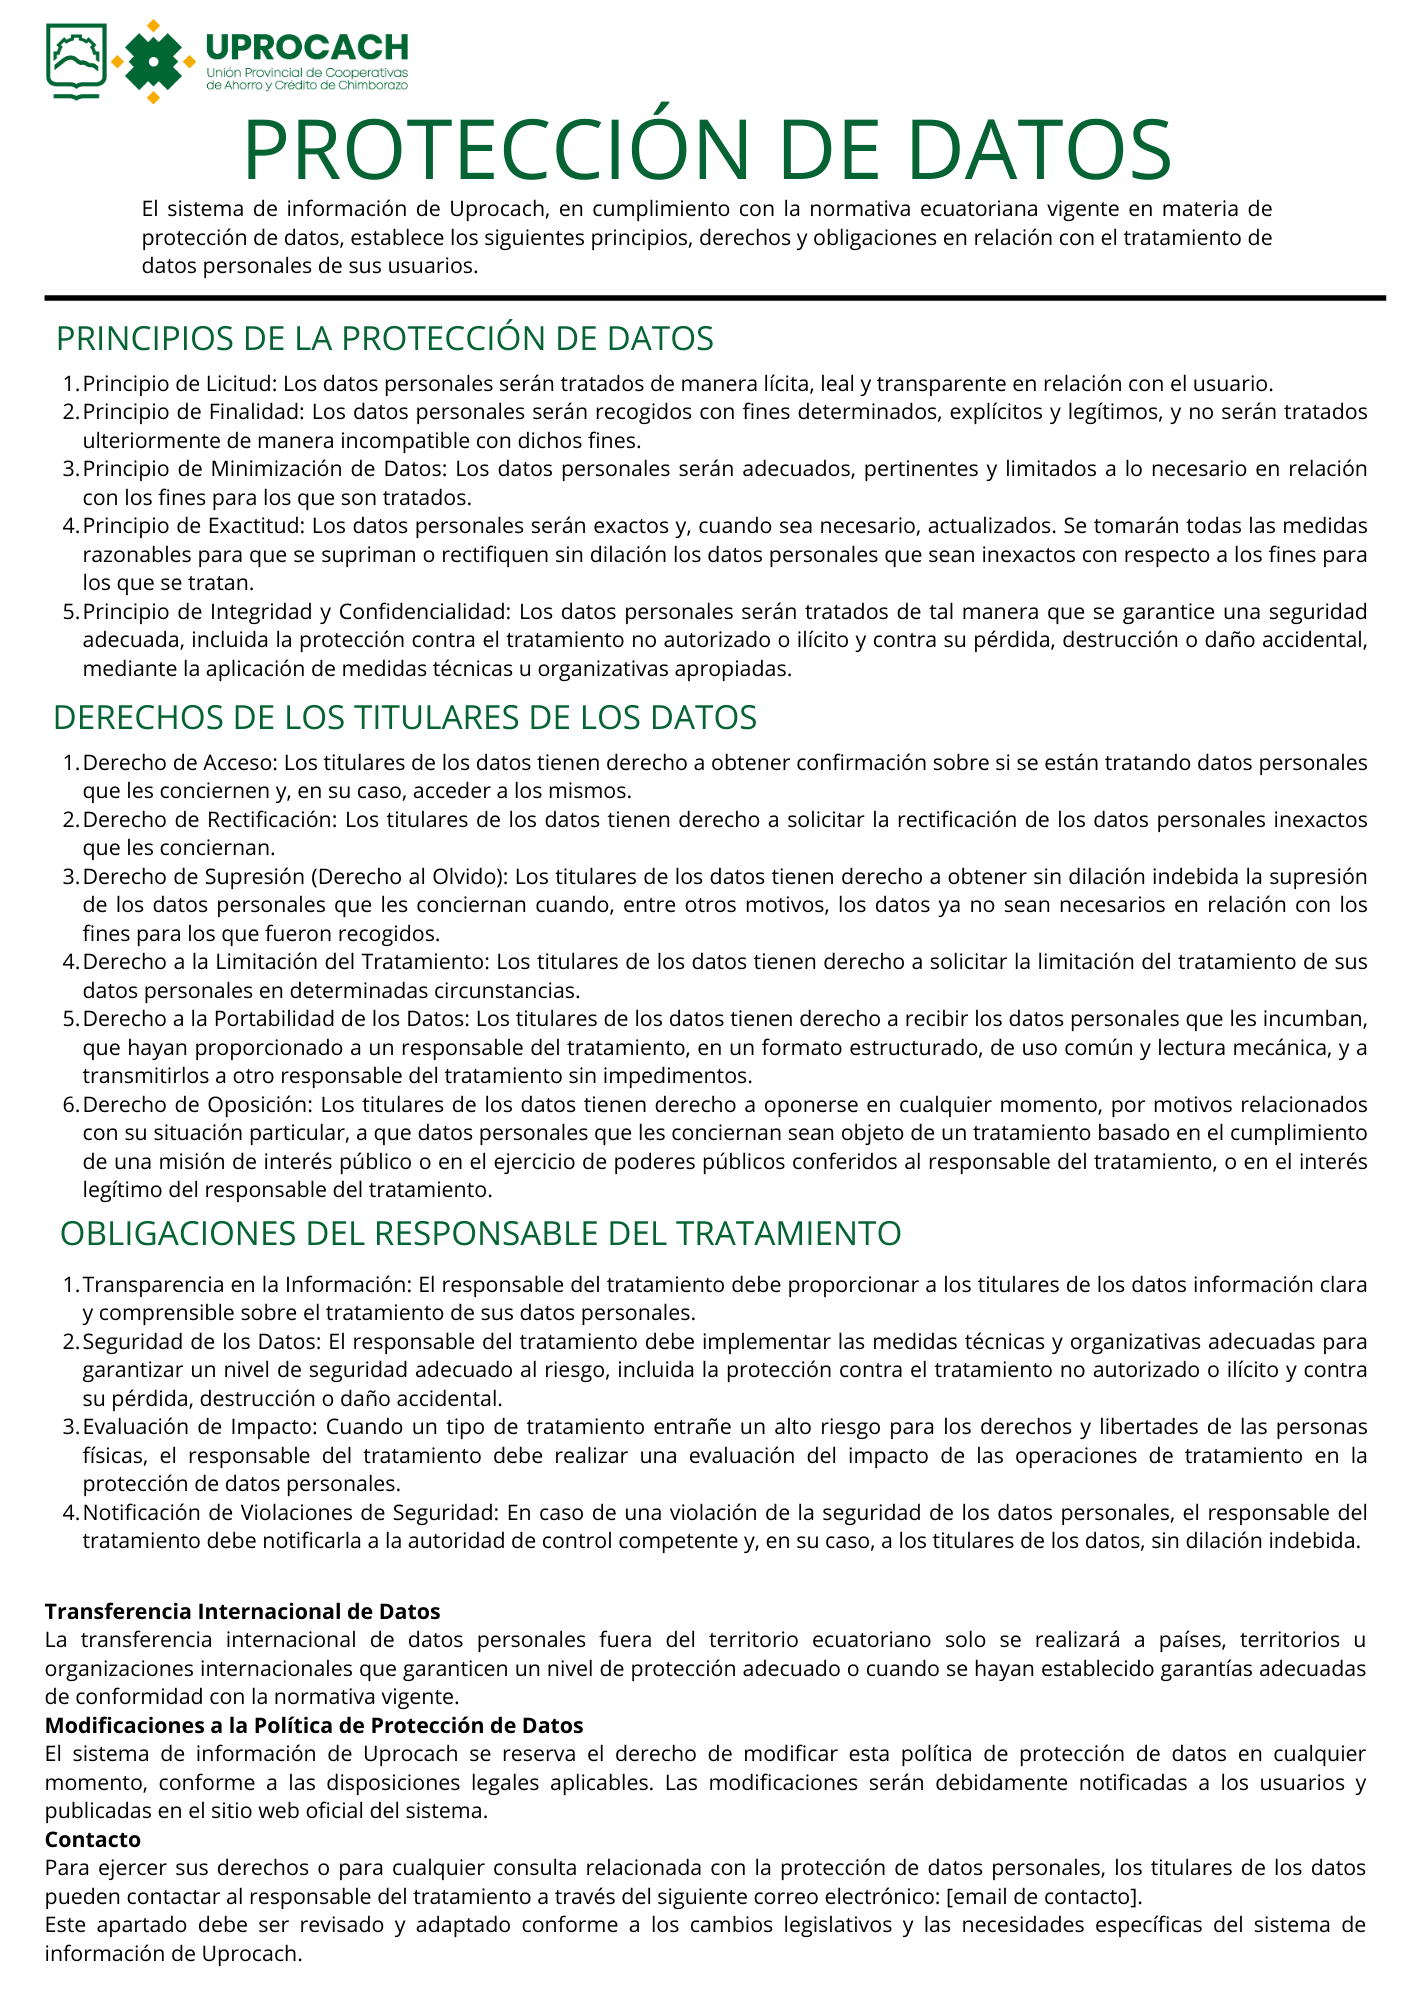 UPROCACH
Unión Provincial de Cooperativas
de Ahorro y Crédito de Chimborazo
PROTECCIÓN DE DATOS
El sistema de información de Uprocach, en cumplimiento con la normativa ecuatoriana vigente en materia de
protección de datos, establece los siguientes principios, derechos y obligaciones en relación con el tratamiento de
datos personales de sus usuarios.
PRINCIPIOS DE LA PROTECCIÓN DE DATOS
1. Principio de Licitud: Los datos personales serán tratados de manera lícita, leal y transparente en relación con el usuario.
2. Principio de Finalidad: Los datos personales serán recogidos con fines determinados, explícitos y legítimos, y no serán tratados
ulteriormente de manera incompatible con dichos fines.
3. Principio de Minimización de Datos: Los datos personales serán adecuados, pertinentes y limitados a lo necesario en relación
con los fines para los que son tratados.
4. Principio de Exactitud: Los datos personales serán exactos y, cuando sea necesario, actualizados. Se tomarán todas las medidas
razonables para que se supriman o rectifiquen sin dilación los datos personales que sean inexactos con respecto a los fines para
los que se tratan.
5. Principio de Integridad y Confidencialidad: Los datos personales serán tratados de tal manera que se garantice una seguridad
adecuada, incluida la protección contra el tratamiento no autorizado o ilícito y contra su pérdida, destrucción o daño accidental,
mediante la aplicación de medidas técnicas u organizativas apropiadas.
DERECHOS DE LOS TITULARES DE LOS DATOS
1. Derecho de Acceso: Los titulares de los datos tienen derecho a obtener confirmación sobre si se están tratando datos personales
que les conciernen y, en su caso, acceder a los mismos.
2. Derecho de Rectificación: Los titulares de los datos tienen derecho a solicitar la rectificación de los datos personales inexactos
que les conciernan.
3. Derecho de Supresión (Derecho al Olvido): Los titulares de los datos tienen derecho a obtener sin dilación indebida la supresión
de los datos personales que les conciernan cuando, entre otros motivos, los datos ya no sean necesarios en relación con los
fines para los que fueron recogidos.
4. Derecho a la Limitación del Tratamiento: Los titulares de los datos tienen derecho a solicitar la limitación del tratamiento de sus
datos personales en determinadas circunstancias.
5. Derecho a la Portabilidad de los Datos: Los titulares de los datos tienen derecho a recibir los datos personales que les incumban,
que hayan proporcionado a un responsable del tratamiento, en un formato estructurado, de uso común y lectura mecánica, y a
transmitirlos a otro responsable del tratamiento sin impedimentos.
6. Derecho de Oposición: Los titulares de los datos tienen derecho a oponerse en cualquier momento, por motivos relacionados
con su situación particular, a que datos personales que les conciernan sean objeto de un tratamiento basado en el cumplimiento
de una misión de interés público o en el ejercicio de poderes públicos conferidos al responsable del tratamiento, o en el interés
legítimo del responsable del tratamiento.
OBLIGACIONES DEL RESPONSABLE DEL TRATAMIENTO
1. Transparencia en la Información: El responsable del tratamiento debe proporcionar a los titulares de los datos información clara
y comprensible sobre el tratamiento de sus datos personales.
2. Seguridad de los Datos: El responsable del tratamiento debe implementar las medidas técnicas y organizativas adecuadas para
garantizar un nivel de seguridad adecuado al riesgo, incluida la protección contra el tratamiento no autorizado o ilícito y contra
su pérdida, destrucción o daño accidental.
3. Evaluación de Impacto: Cuando un tipo de tratamiento entrañe un alto riesgo para los derechos y libertades de las personas
físicas, el responsable del tratamiento debe realizar una evaluación del impacto de las operaciones de tratamiento en la
protección de datos personales.
4. Notificación de Violaciones de Seguridad: En caso de una violación de la seguridad de los datos personales, el responsable del
tratamiento debe notificarla a la autoridad de control competente y, en su caso, a los titulares de los datos, sin dilación indebida.
Transferencia Internacional de Datos
La transferencia internacional de datos personales fuera del territorio ecuatoriano solo se realizará a países, territorios u
organizaciones internacionales que garanticen un nivel de protección adecuado o cuando se hayan establecido garantías adecuadas
de conformidad con la normativa vigente.
Modificaciones a la Política de Protección de Datos
El sistema de información de Uprocach se reserva el derecho de modificar esta política de protección de datos en cualquier
momento, conforme a las disposiciones legales aplicables. Las modificaciones serán debidamente notificadas a los usuarios y
publicadas en el sitio web oficial del sistema.
Contacto
Para ejercer sus derechos o para cualquier consulta relacionada con la protección de datos personales, los titulares de los datos
pueden contactar al responsable del tratamiento a través del siguiente correo electrónico: [email de contacto].
Este apartado debe ser revisado y adaptado conforme a los cambios legislativos y las necesidades específicas del sistema de
información de Uprocach.